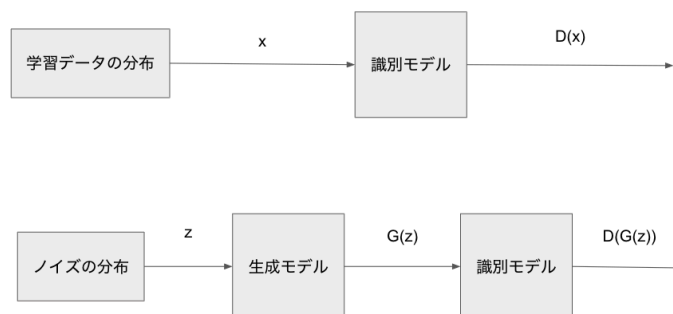 学習データの分布
x
識別モデル
D(x)
ノイズの分布
z
生成モデル
G(z)
識別モデル
D(G(z))